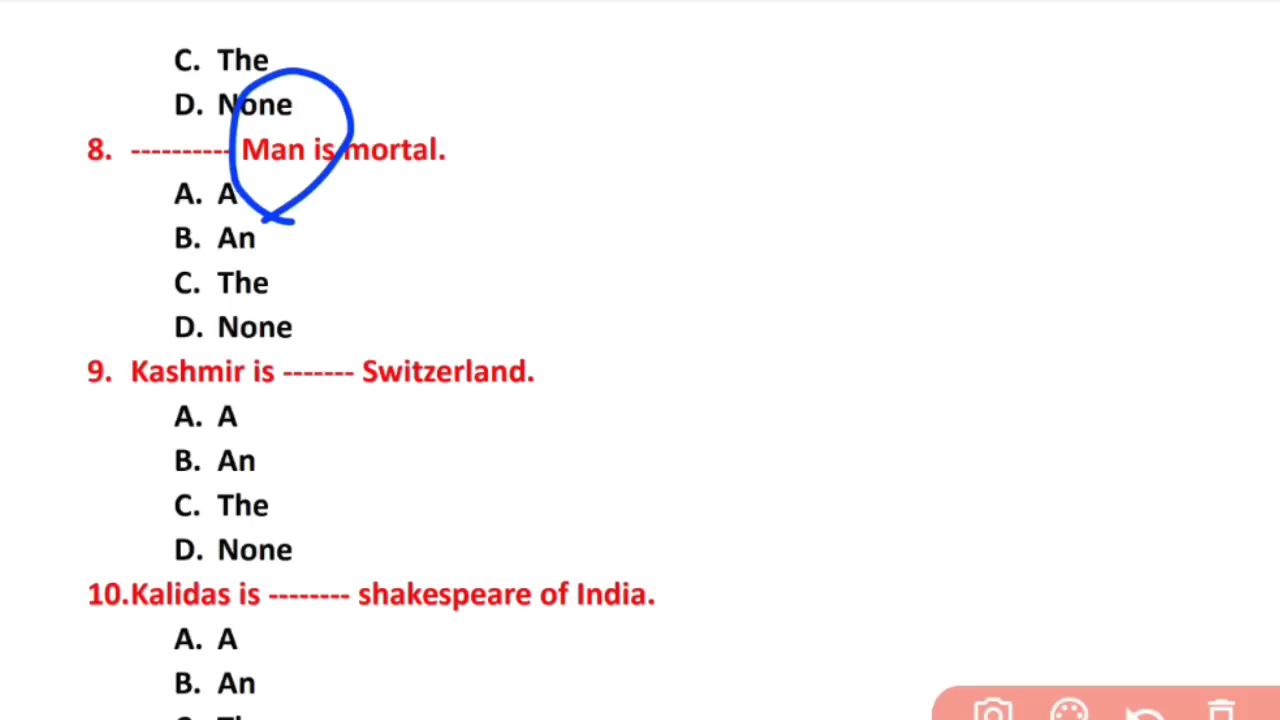 C. The
D. None
8. ---------- Man is mortal.
A. A
B. An
C. The
D. None
9. Kashmir is ------- Switzerland.
A. A
B. An
C. The
D. None
10.Kalidas is -------- shakespeare of India.
A. A
B. An